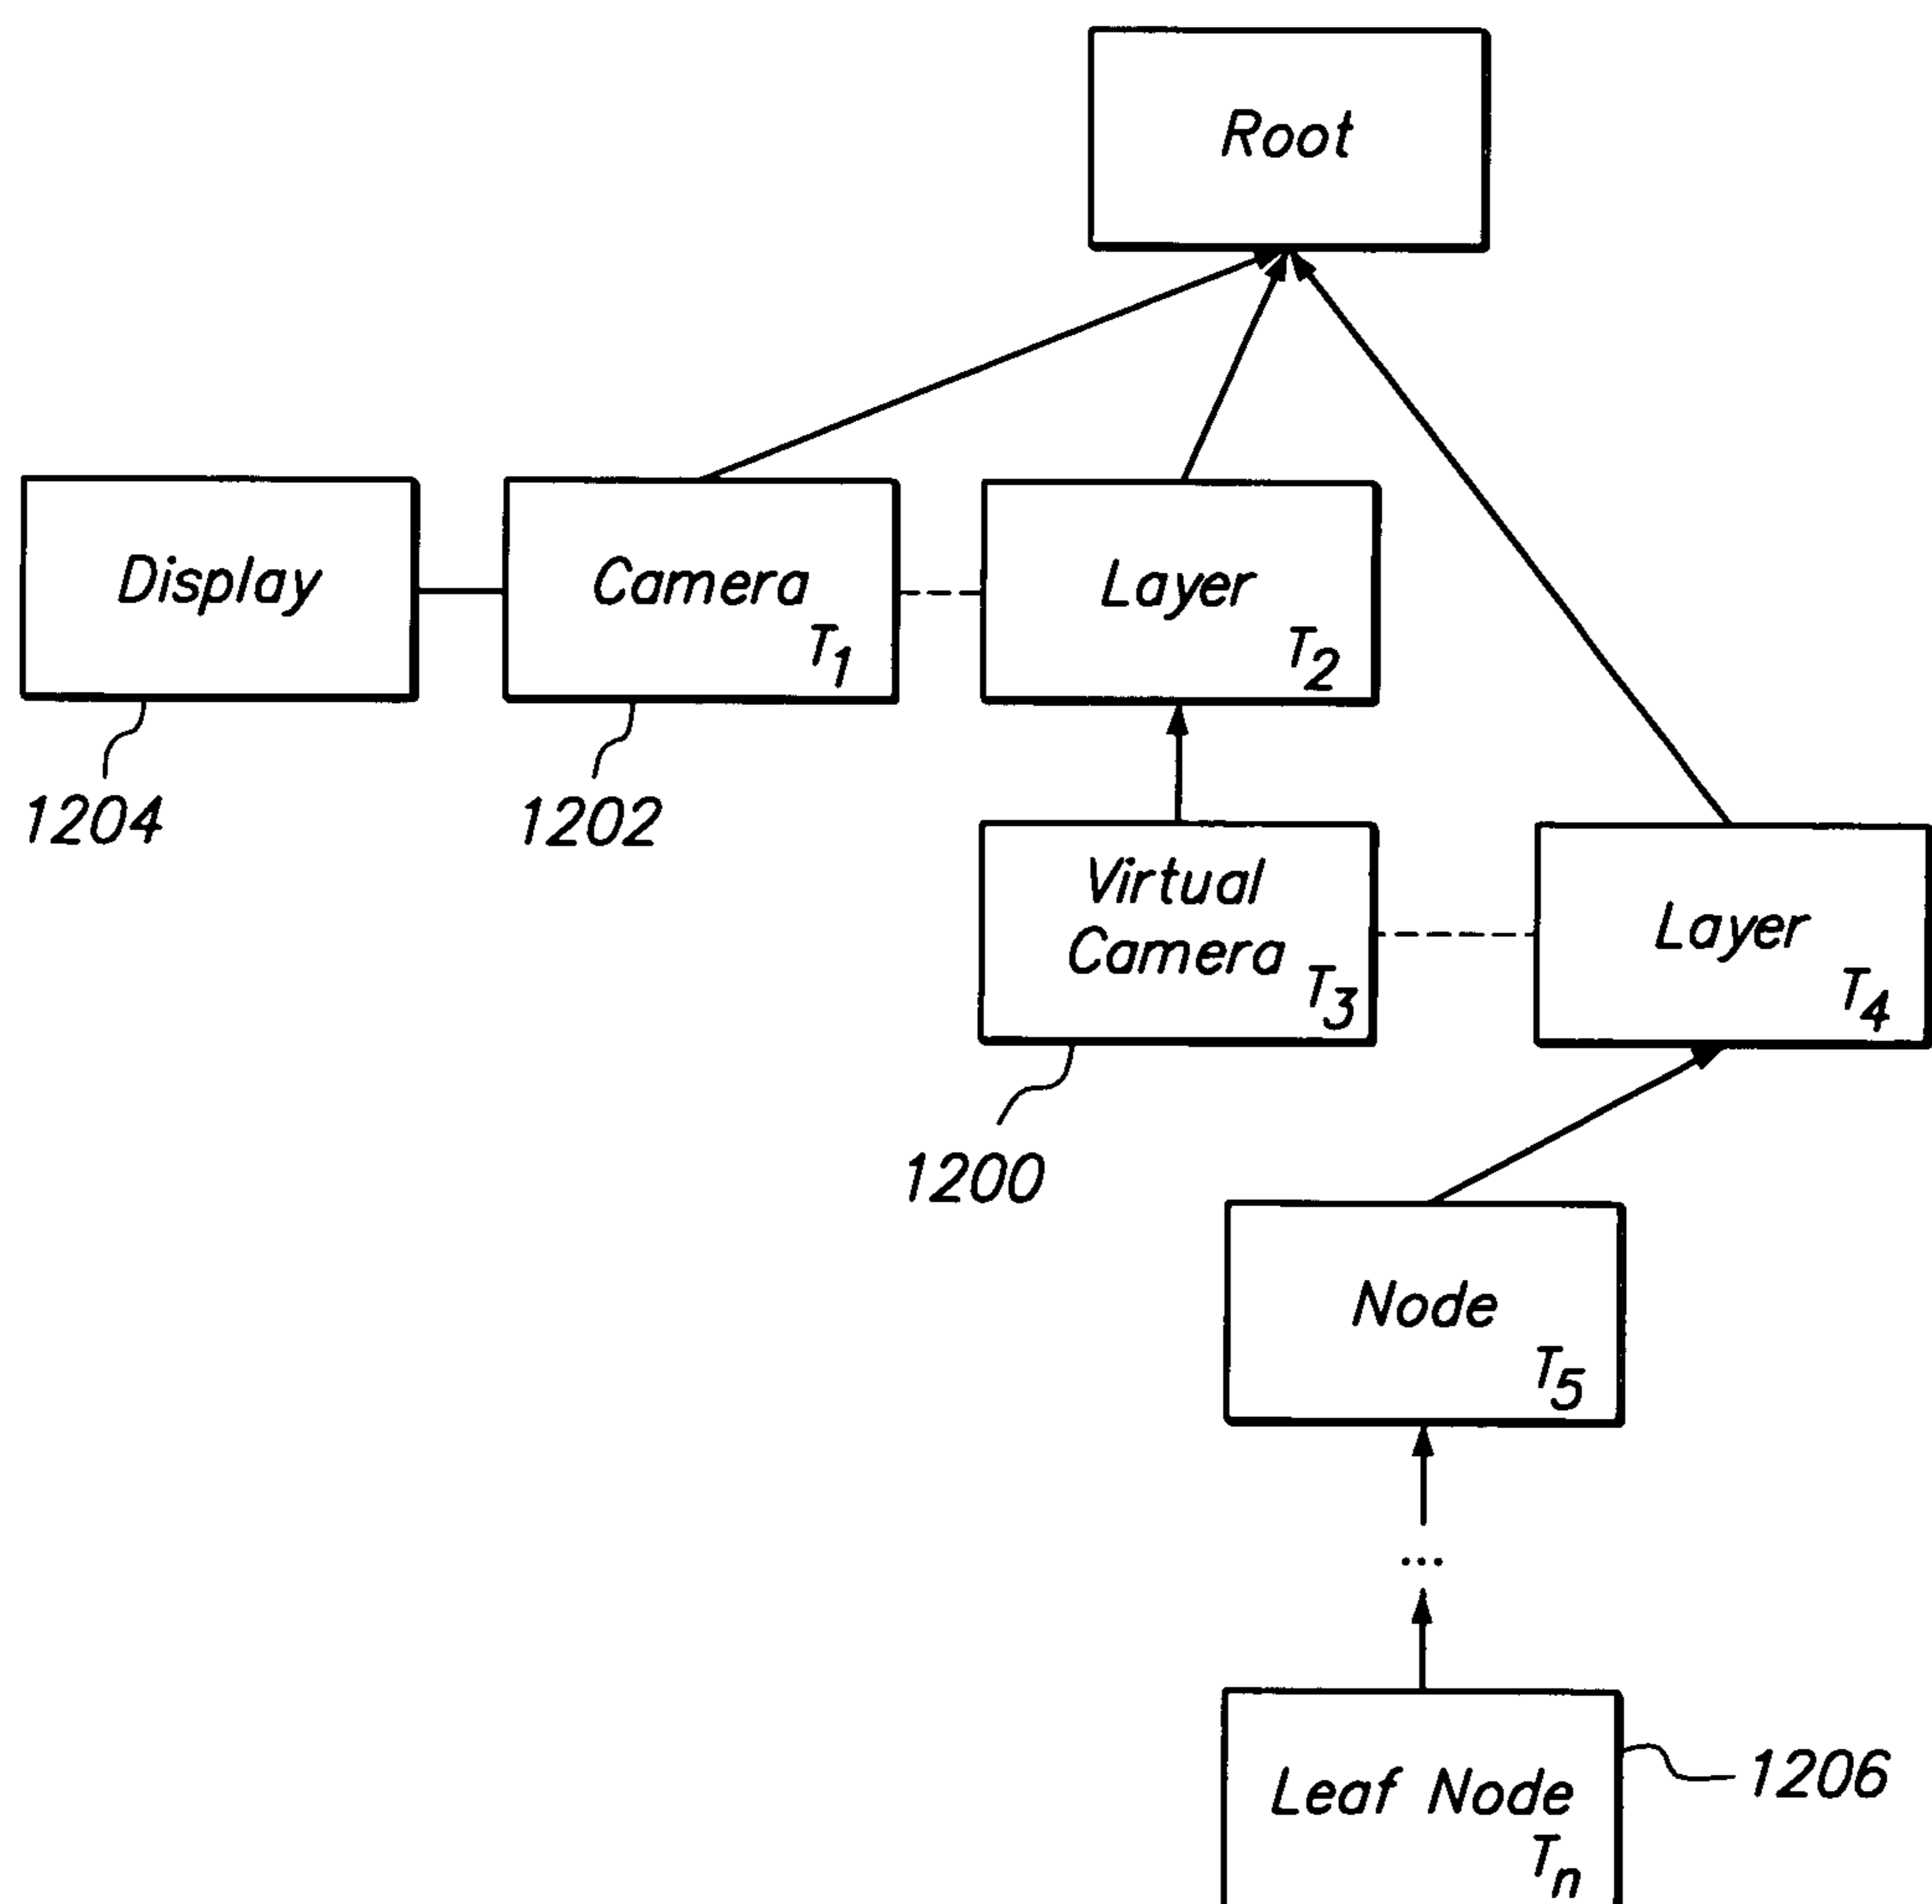 Root
Display
Camera
T1
Layer
T2
1204
1202
Virtual
Camera
T3
Layer
T4
1200
Node
T5
...
Leaf Node
Tn
1206